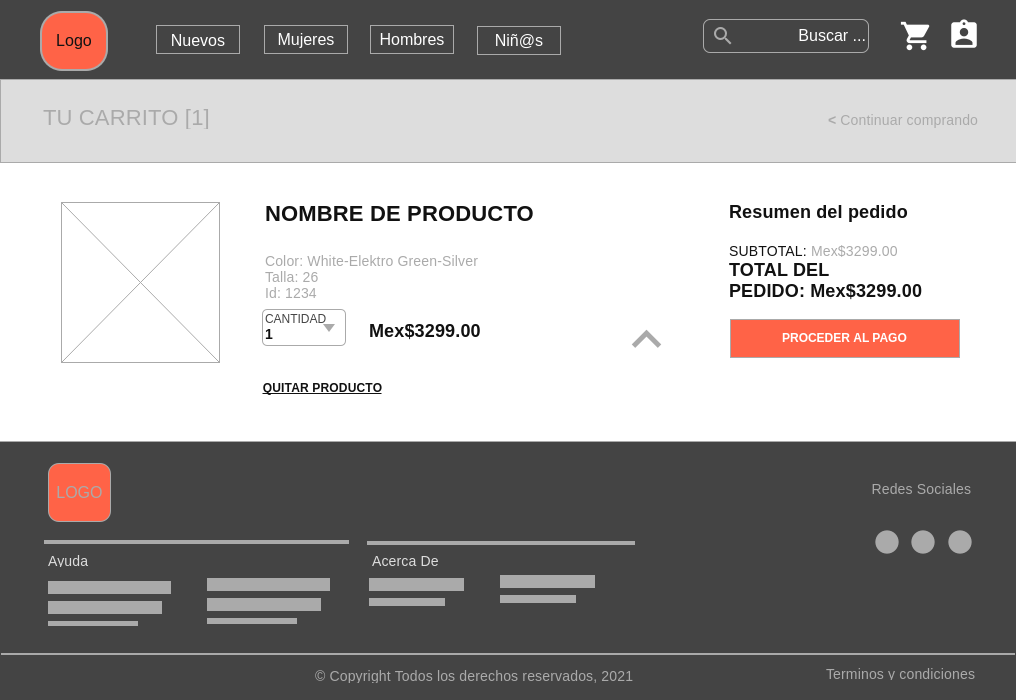 Logo
Nuevos
Mujeres
Hombres
Niñ@s
Buscar ...
TU CARRITO [1]
< Continuar comprando
NOMBRE DE PRODUCTO
Color: White-Elektro Green-Silver
Talla: 26
Id: 1234
CANTIDAD
1
Mex$3299.00
QUITAR PRODUCTO
Resumen del pedido
SUBTOTAL: Mex$3299.00
TOTAL DEL
PEDIDO: Mex$3299.00
PROCEDER AL PAGO
LOGO
Redes Sociales
Ayuda
Acerca De
© Copyright Todos los derechos reservados, 2021
Terminos y condiciones